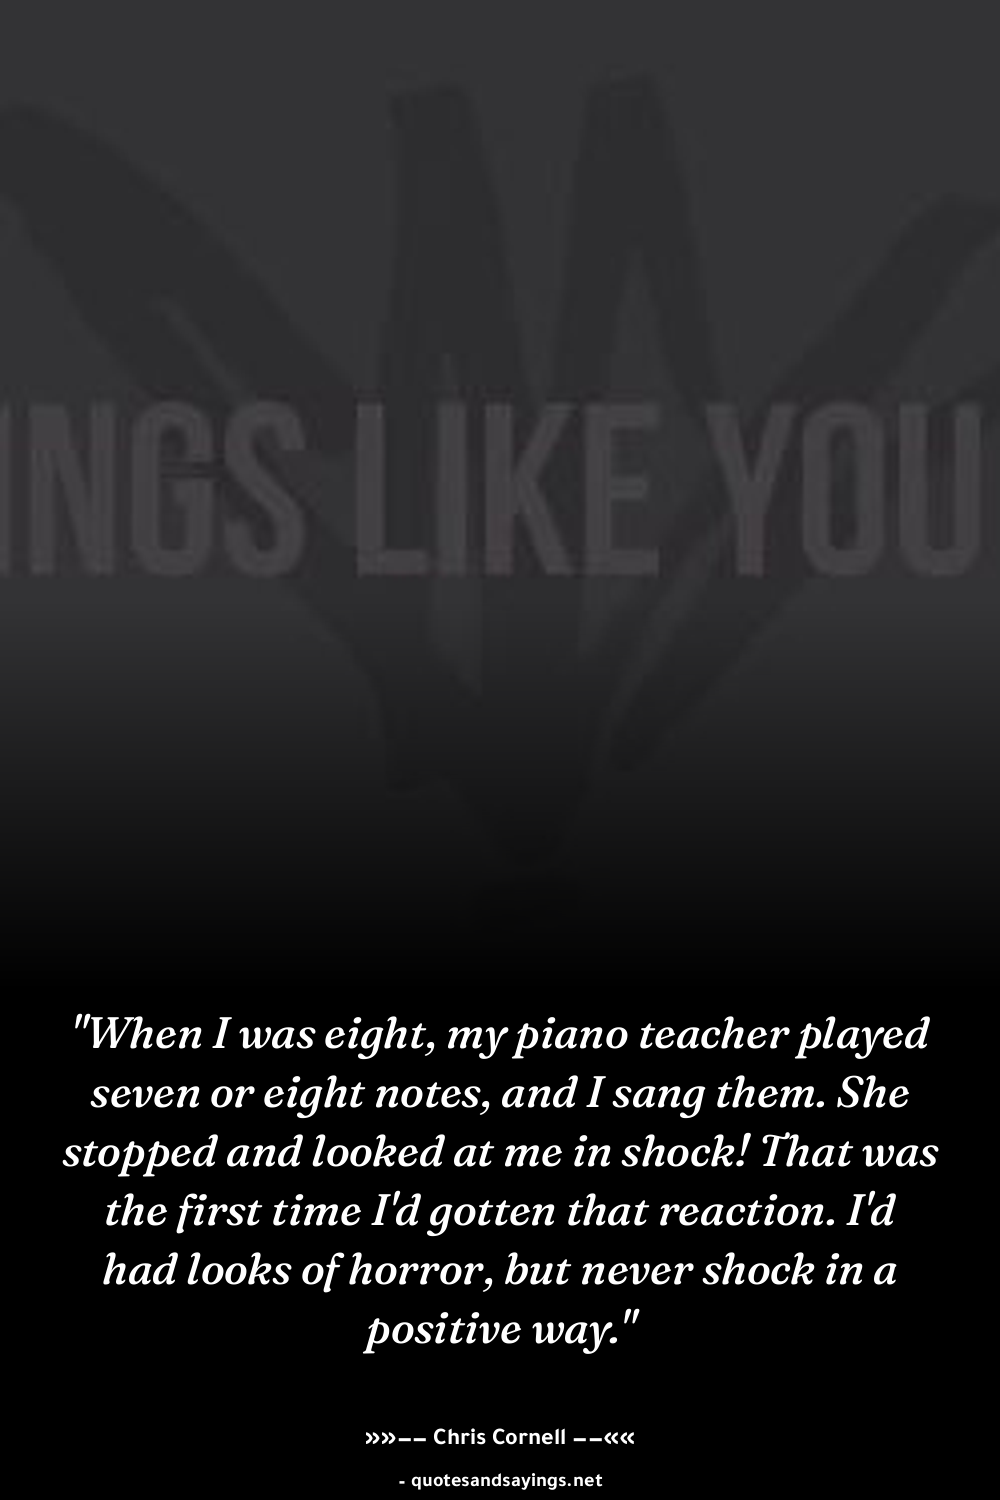 INGS LIKE YOU
"When I was eight, my piano teacher played
seven or eight notes, and I sang them. She
stopped and looked at me in shock! That was
the first time I'd gotten that reaction. I'd
had looks of horror, but never shock in a
positive way."
»»-- Chris Cornell --««
- quotesandsayings.net